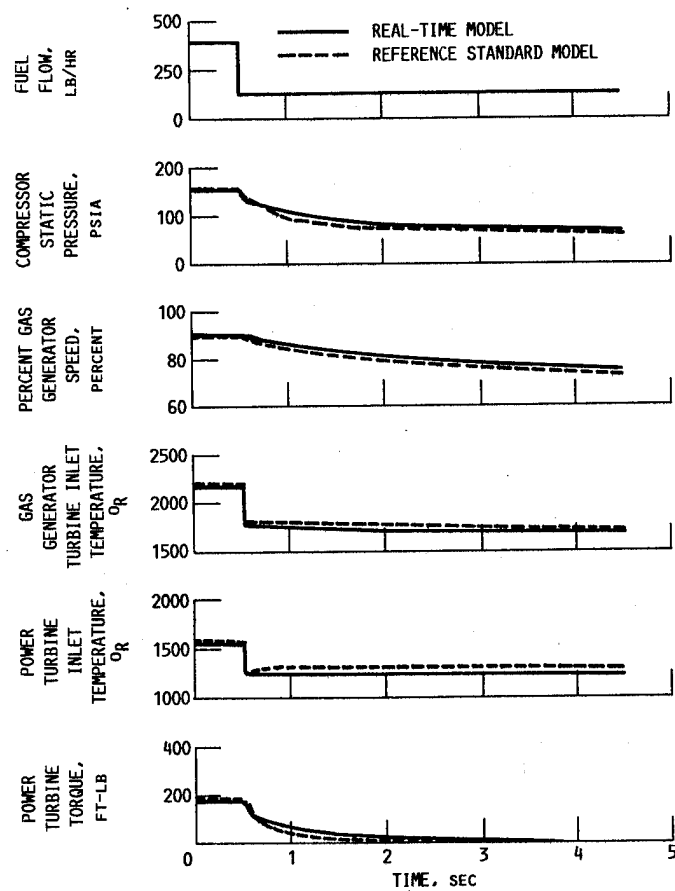 REAL-TIME MODEL
REFERENCE STANDARD MODEL
FUEL
FLOW,
LB/HR
500
250
0
COMPRESSOR
STATIC
PRESSURE,
PSIA
200
100
0
PERCENT GAS
GENERATOR
SPEED,
PERCENT
100
80
60
GAS
GENERATOR
TURBINE INLET
TEMPERATURE,
OR
2500
2000
1500
POWER
TURBINE
INLET
TEMPERATURE,
OR
2000
1500
1000
POWER
TURBINE
TORQUE,
FT-LB
400
200
0 1 2 3 4 5
TIME, SEC